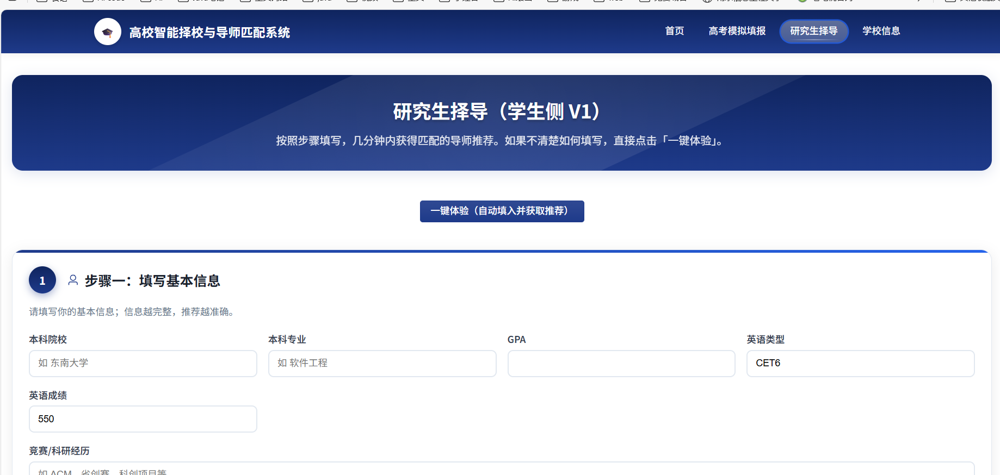 高校智能择校与导师匹配系统
首页 高考模拟填报 研究生择导 学校信息
研究生择导（学生侧 V1）
按照步骤填写，几分钟内获得匹配的导师推荐。如果不清楚如何填写，直接点击「一键体验」。
一键体验（自动填入并获取推荐）
1 步骤一：填写基本信息
请填写你的基本信息；信息越完整，推荐越准确。
本科院校 本科专业 GPA 英语类型
如 东南大学 如 软件工程 CET6
英语成绩
550
竞赛/科研经历
如 ACM、省创赛、科创项目等